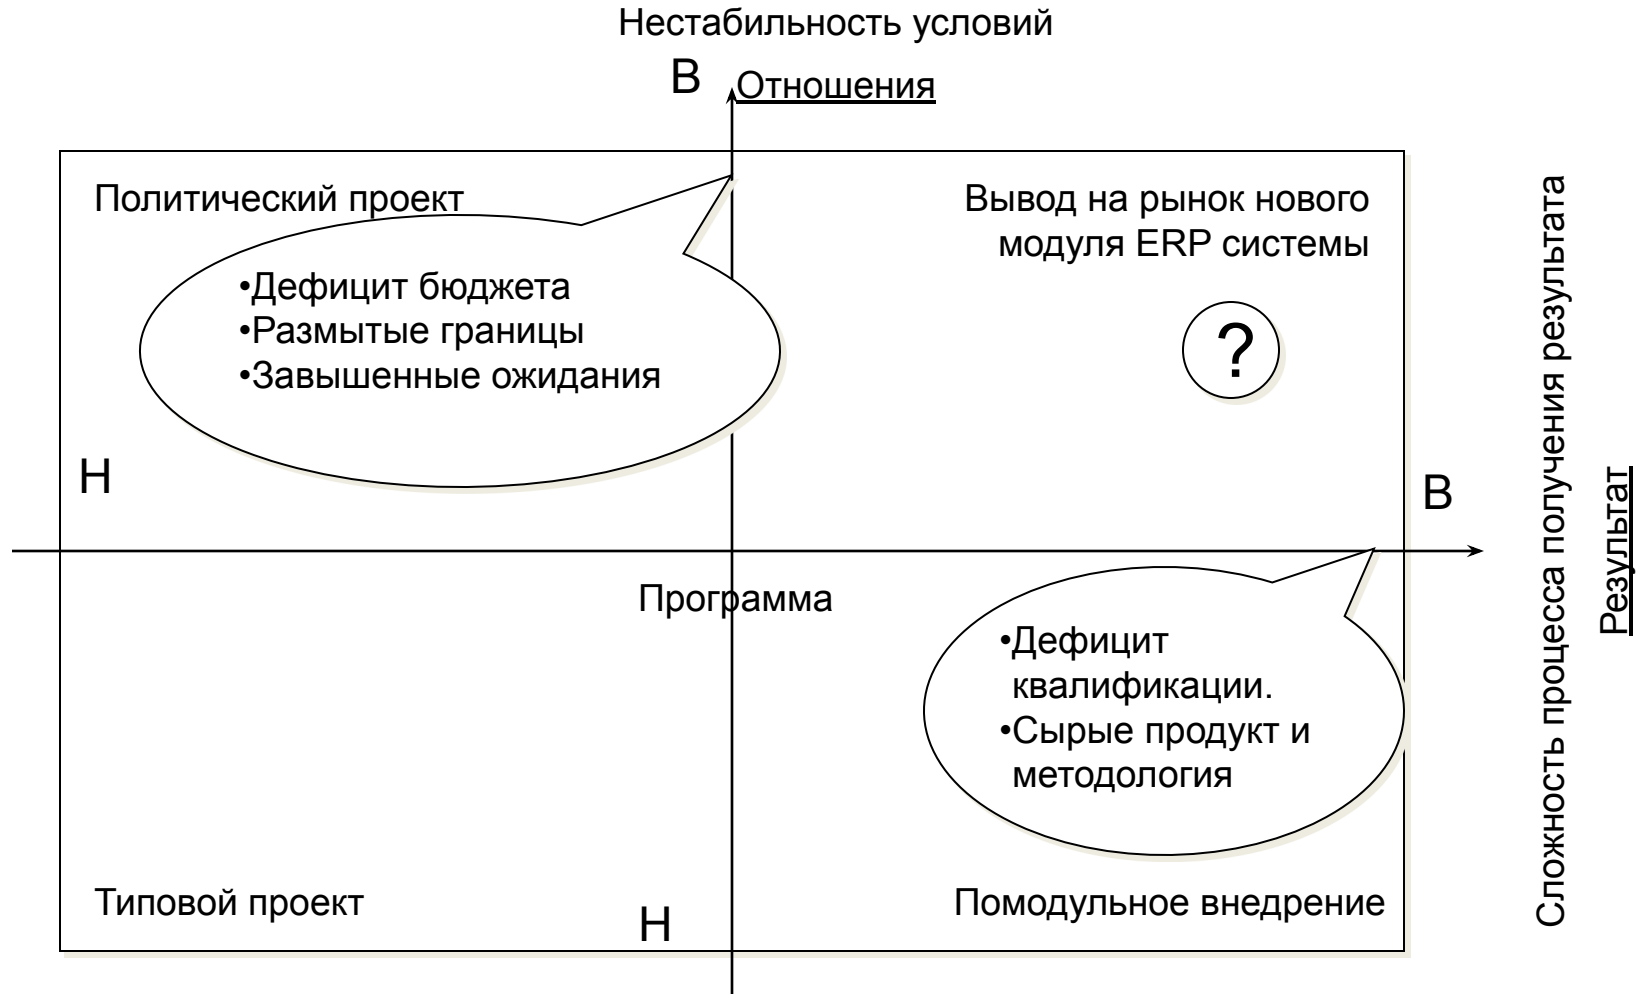 Нестабильность условий
В
Отношения
Политический проект
Вывод на рынок нового
модуля ERP системы
•Дефицит бюджета
•Размытые границы
•Завышенные ожидания
?
Н
В
Программа
•Дефицит
квалификации.
•Сырые продукт и
методология
Типовой проект
Н
Помодульное внедрение
Сложность процесса получения результата
Результат